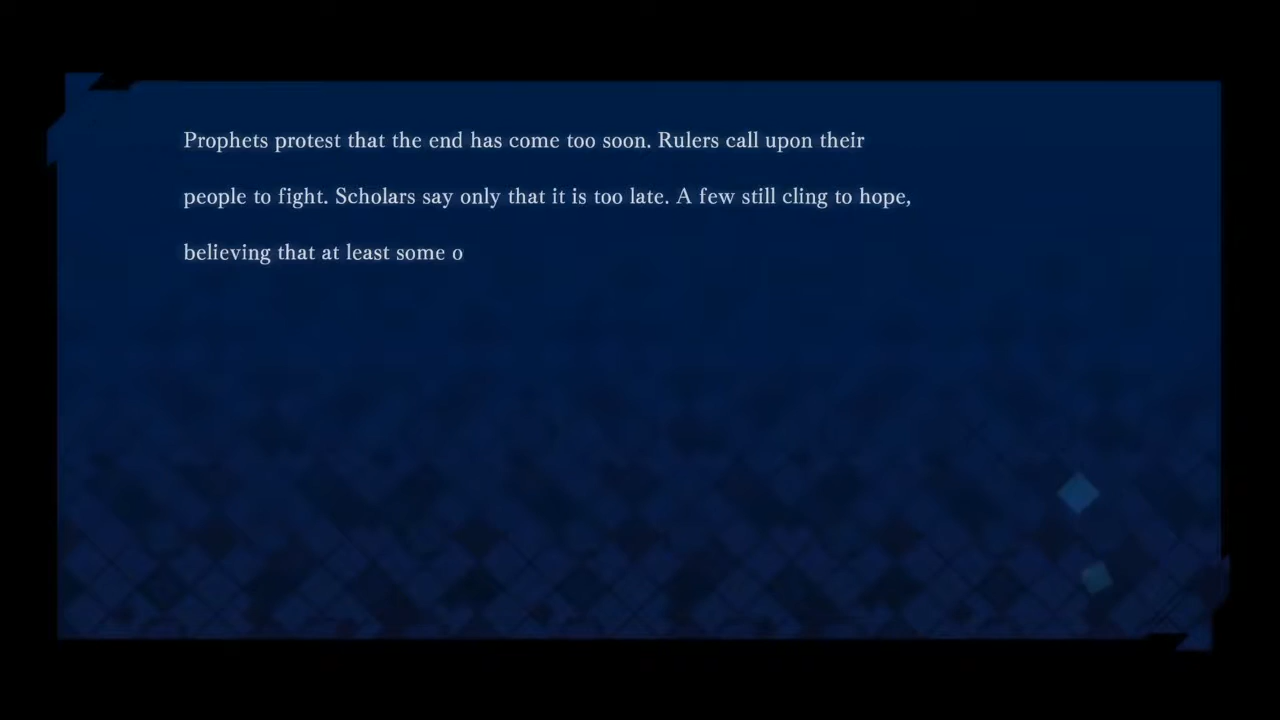 Prophets protest that the end has come too soon. Rulers call upon their
people to fight. Scholars say only that it is too late. A few still cling to hope,
believing that at least some o